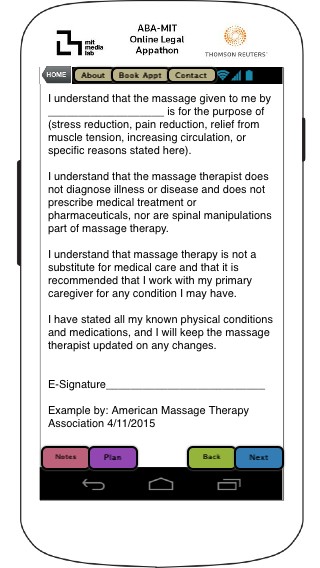 mit
media
lab
ABA-MIT
Online Legal
Appathon
THOMSON REUTERS
HOME About Book Appt Contact
I understand that the massage given to me by
____________________ is for the purpose of
(stress reduction, pain reduction, relief from
muscle tension, increasing circulation, or
specific reasons stated here).
I understand that the massage therapist does
not diagnose illness or disease and does not
prescribe medical treatment or
pharmaceuticals, nor are spinal manipulations
part of massage therapy.
I understand that massage therapy is not a
substitute for medical care and that it is
recommended that I work with my primary
caregiver for any condition I may have.
I have stated all my known physical conditions
and medications, and I will keep the massage
therapist updated on any changes.
E-Signature___________________________
Example by: American Massage Therapy
Association 4/11/2015
Notes Plan Back Next